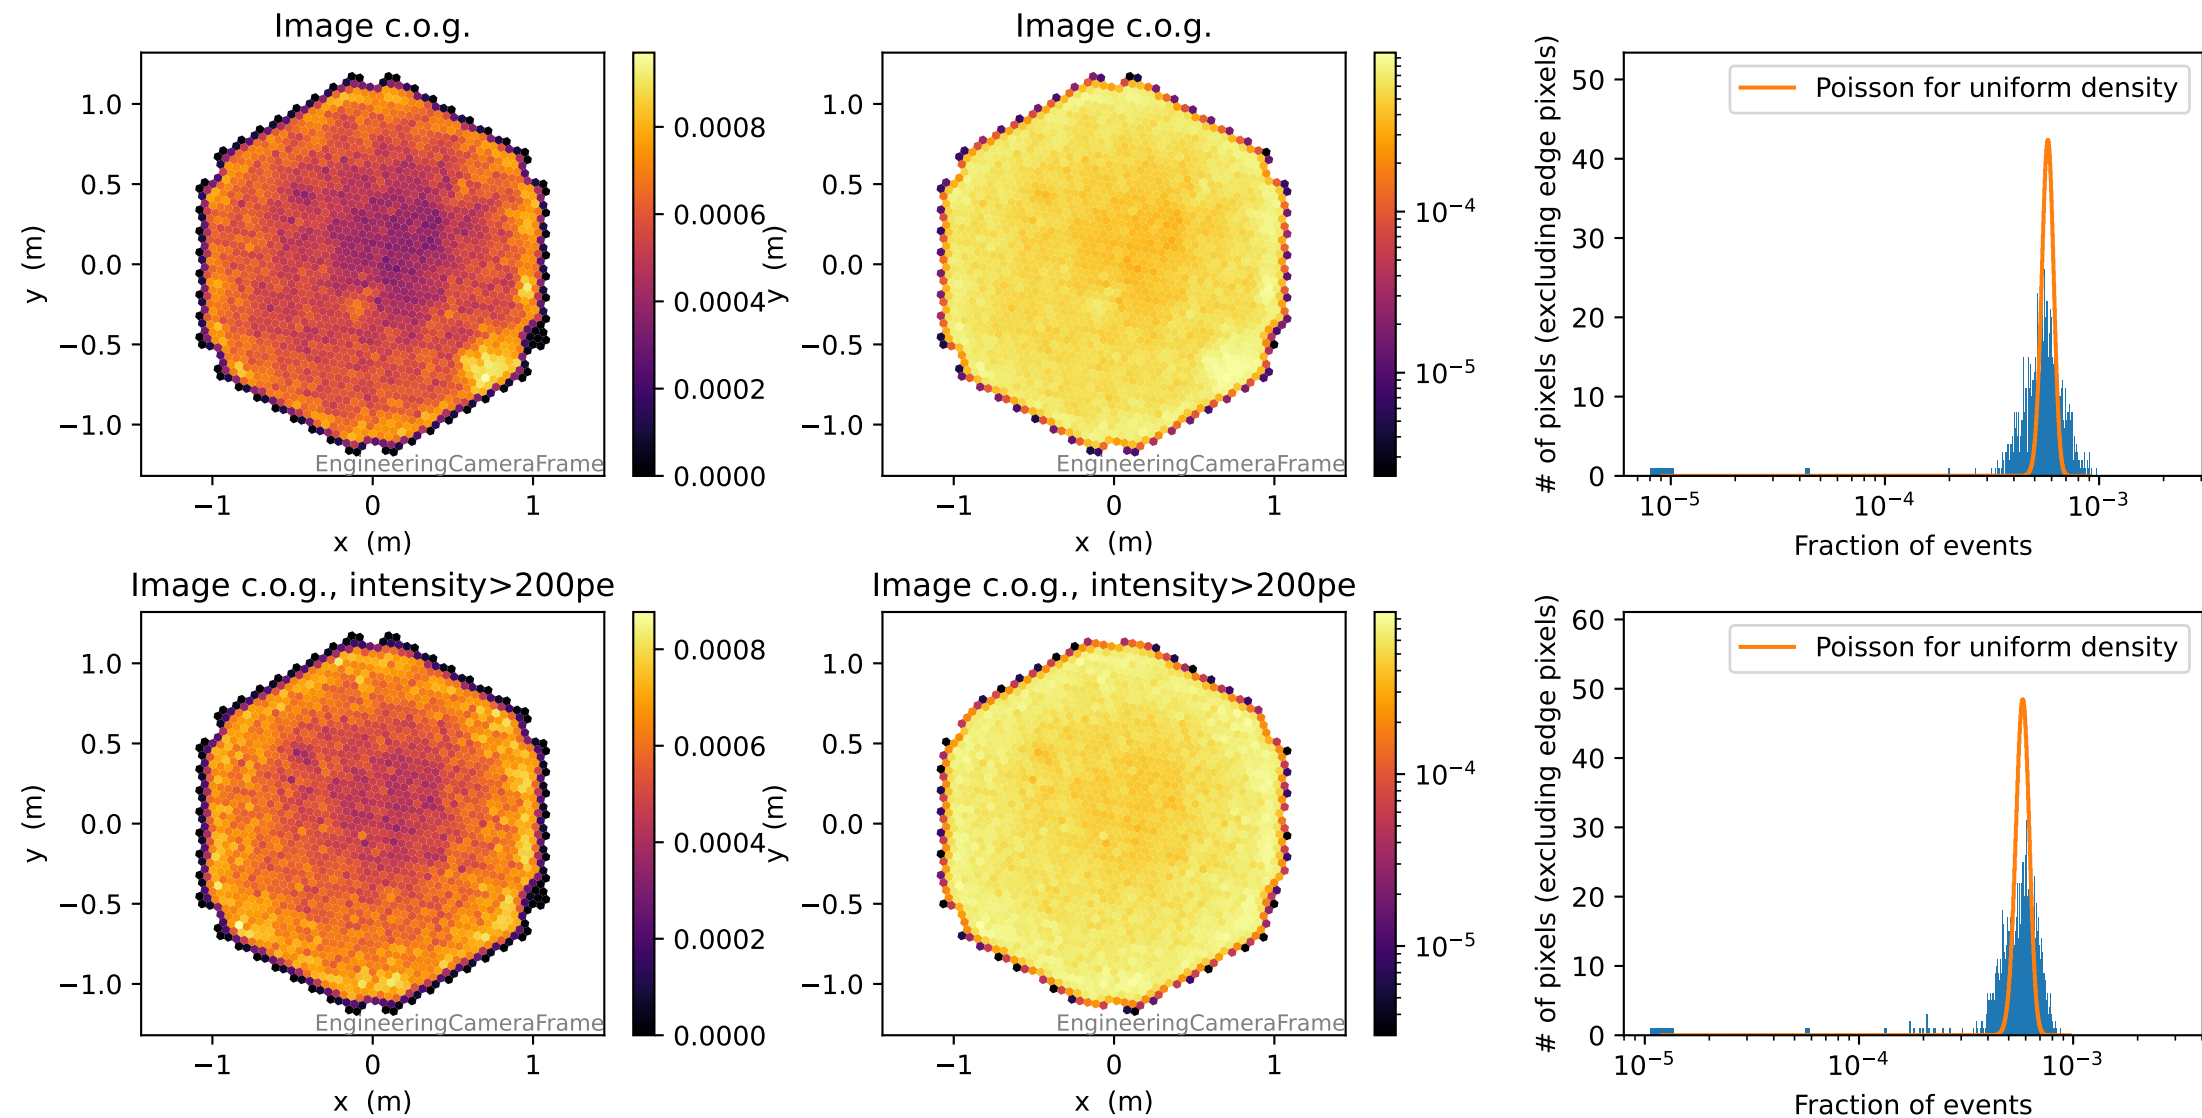 Image c.o.g.
1.0
0.5
0.0
−0.5
−1.0
y (m)
−1
0
1
x (m)
EngineeringCameraFrame
0.0008
0.0006
0.0004
0.0002
0.0000
Image c.o.g.
1.0
0.5
0.0
−0.5
−1.0
y (m)
−1
0
1
x (m)
EngineeringCameraFrame
10⁻⁴
10⁻⁵
# of pixels (excluding edge pixels)
50
40
30
20
10
0
Poisson for uniform density
10⁻⁵
10⁻⁴
10⁻³
Fraction of events
Image c.o.g., intensity>200pe
1.0
0.5
0.0
−0.5
−1.0
y (m)
−1
0
1
x (m)
EngineeringCameraFrame
0.0008
0.0006
0.0004
0.0002
0.0000
Image c.o.g., intensity>200pe
1.0
0.5
0.0
−0.5
−1.0
y (m)
−1
0
1
x (m)
EngineeringCameraFrame
10⁻⁴
10⁻⁵
# of pixels (excluding edge pixels)
60
50
40
30
20
10
0
Poisson for uniform density
10⁻⁵
10⁻⁴
10⁻³
Fraction of events